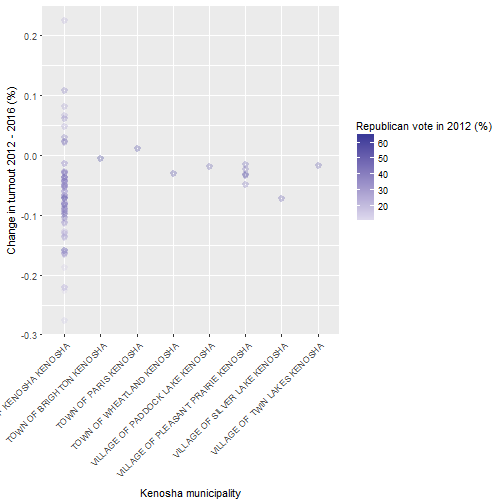 Change in turnout 2012 - 2016 (%)
0.2
0.1
0.0
-0.1
-0.2
-0.3
KENOSHA KENOSHA
TOWN OF BRIGHTON KENOSHA
TOWN OF PARIS KENOSHA
TOWN OF WHEATLAND KENOSHA
VILLAGE OF PADDOCK LAKE KENOSHA
VILLAGE OF PLEASANT PRAIRIE KENOSHA
VILLAGE OF SILVER LAKE KENOSHA
VILLAGE OF TWIN LAKES KENOSHA
Kenosha municipality
Republican vote in 2012 (%)
60
50
40
30
20